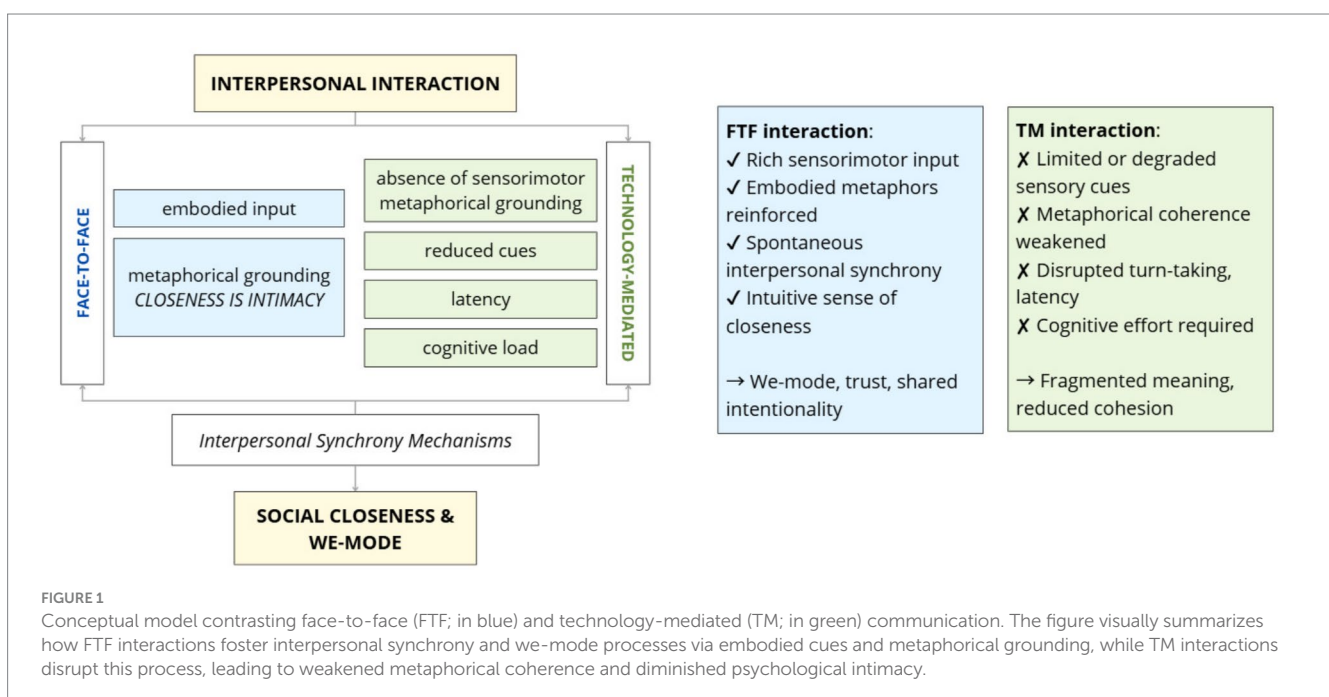 INTERPERSONAL INTERACTION
FACE-TO-FACE
embodied input
metaphorical grounding
CLOSENESS IS INTIMACY
absence of sensorimotor
metaphorical grounding
reduced cues
latency
cognitive load
TECHNOLOGY-MEDIATED
Interpersonal Synchrony Mechanisms
SOCIAL CLOSENESS &
WE-MODE
FTF interaction:
✓ Rich sensorimotor input
✓ Embodied metaphors
reinforced
✓ Spontaneous
interpersonal synchrony
✓ Intuitive sense of
closeness
→ We-mode, trust, shared
intentionality
TM interaction:
✗ Limited or degraded
sensory cues
✗ Metaphorical coherence
weakened
✗ Disrupted turn-taking,
latency
✗ Cognitive effort required
→ Fragmented meaning,
reduced cohesion
FIGURE 1
Conceptual model contrasting face-to-face (FTF; in blue) and technology-mediated (TM; in green) communication. The figure visually summarizes
how FTF interactions foster interpersonal synchrony and we-mode processes via embodied cues and metaphorical grounding, while TM interactions
disrupt this process, leading to weakened metaphorical coherence and diminished psychological intimacy.